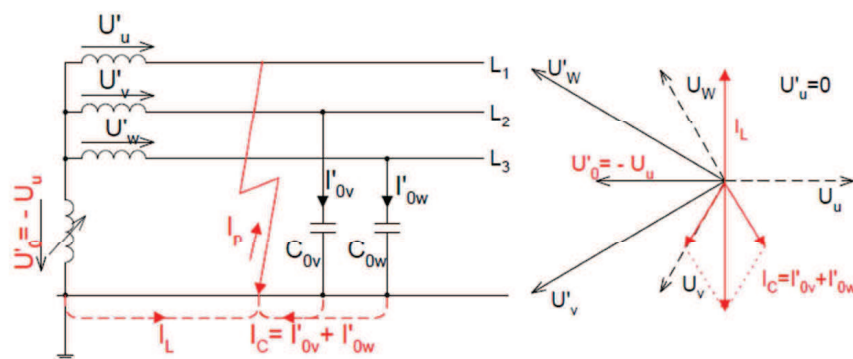 U'u
L1
U'v
L2
U'w
L3
U'0 = - Uu
Ip
I'0v
I'0w
C0v
C0w
IL
IC= I'0v + I'0w
U'W
UW
U'u=0
IL
U'0= - Uu
Uu
Uv
U'v
IC=I'0v+I'0w